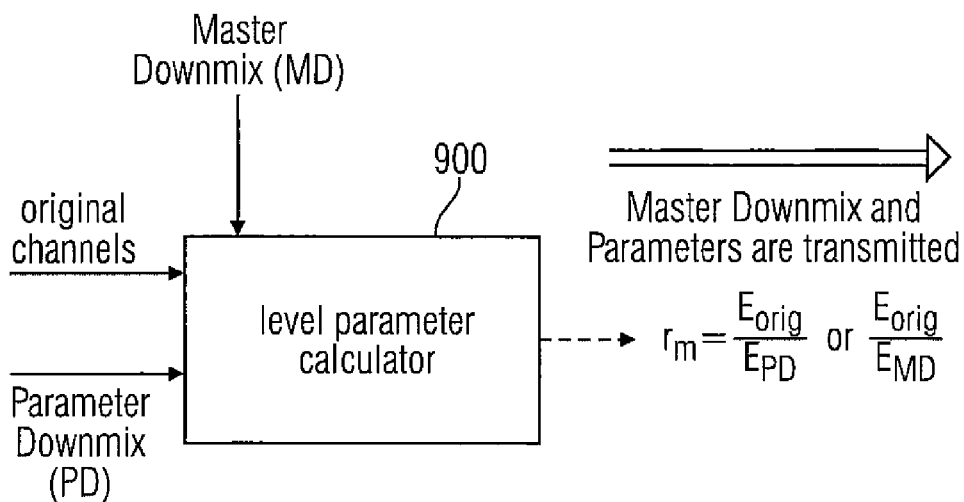 Master
Downmix (MD)
900
original
channels
Master Downmix and
Parameters are transmitted
level parameter
calculator
r_m = E_orig/E_PD or E_orig/E_MD
Parameter
Downmix
(PD)